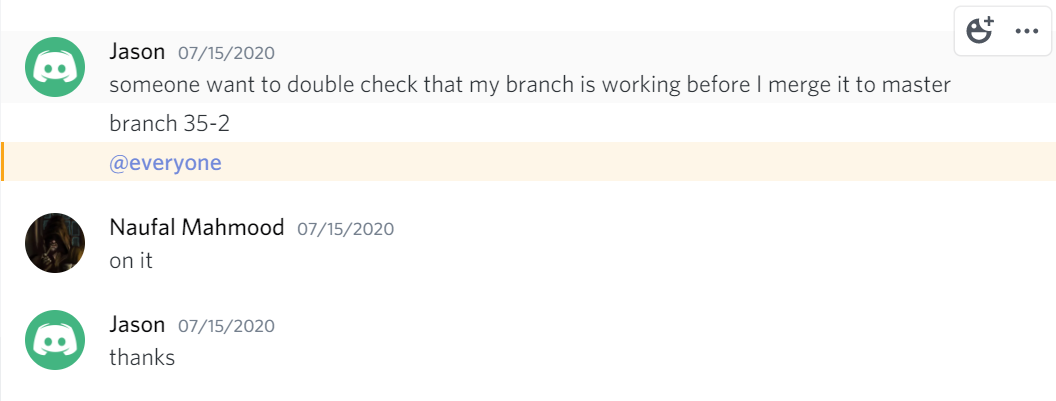 Jason 07/15/2020
someone want to double check that my branch is working before I merge it to master
branch 35-2
@everyone
Naufal Mahmood 07/15/2020
on it
Jason 07/15/2020
thanks